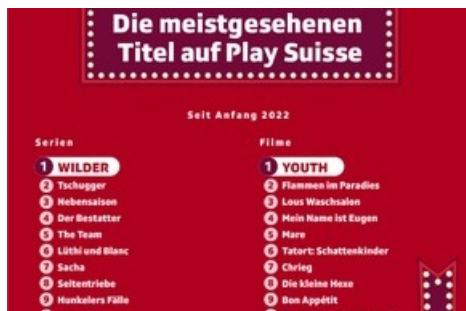 Die meistgesehenen
Titel auf Play Suisse
Seit Anfang 2022
Serien
1 WILDER
2 Tschugger
3 Nebensaison
4 Der Bestatter
5 The Team
6 Lüthi und Blanc
7 Sacha
8 Seitentriebe
9 Hunkelers Fälle
Filme
1 YOUTH
2 Flammen im Paradies
3 Lous Waschsalon
4 Mein Name ist Eugen
5 Mare
6 Tatort: Schattenkinder
7 Chrieg
8 Die kleine Hexe
9 Bon Appétit